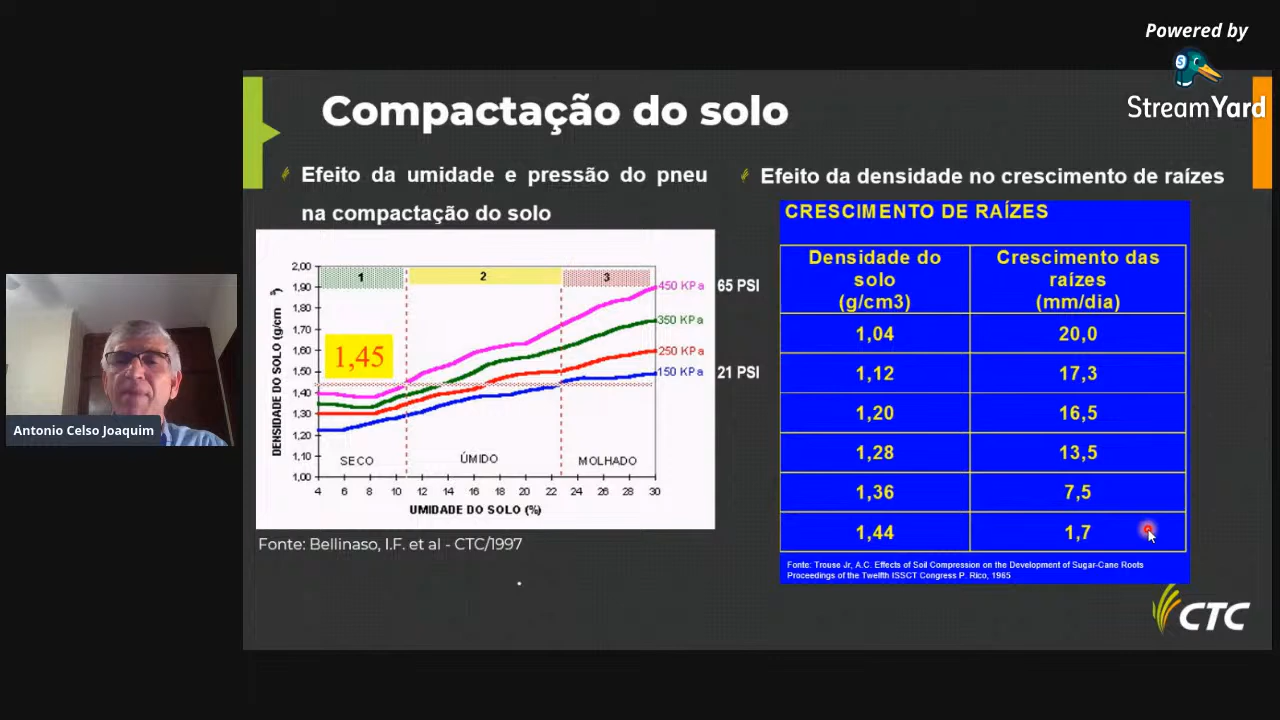 Powered by
StreamYard
Compactação do solo
Efeito da umidade e pressão do pneu
na compactação do solo
Efeito da densidade no crescimento de raízes
DENSIDADE DO SOLO (g/cm 3)
2,00
1,90
1,80
1,70
1,60
1,50
1,40
1,30
1,20
1,10
1,00
1
2
3
1,45
450 KPa
65 PSI
350 KPa
250 KPa
150 KPa
21 PSI
SECO
ÚMIDO
MOLHADO
4 6 8 10 12 14 16 18 20 22 24 26 28 30
UMIDADE DO SOLO (%)
Fonte: Bellinaso, I.F. et al - CTC/1997
CRESCIMENTO DE RAÍZES
Densidade do
solo
(g/cm3)
Crescimento das
raízes
(mm/dia)
1,04 20,0
1,12 17,3
1,20 16,5
1,28 13,5
1,36 7,5
1,44 1,7
Fonte: Trouse Jr, A.C. Effects of Soil Compression on the Development of Sugar-Cane Roots
Proceedings of the Twelfth ISSCT Congress P. Rico, 1965
CTC
Antonio Celso Joaquim